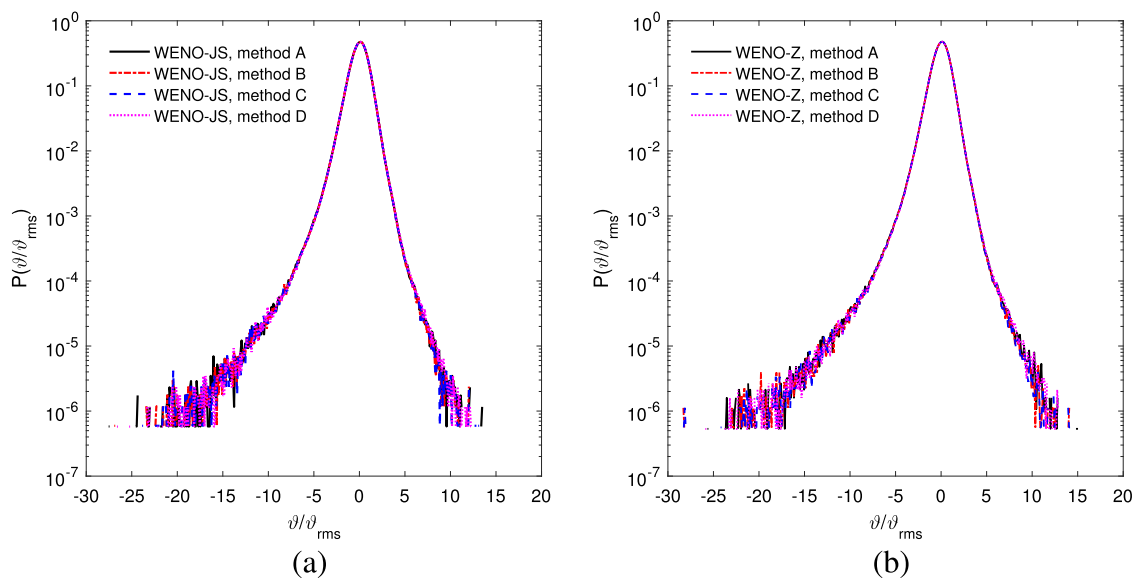 WENO-JS, method A
WENO-JS, method B
WENO-JS, method C
WENO-JS, method D
P(ϑ/ϑrms)
10^0
10^-1
10^-2
10^-3
10^-4
10^-5
10^-6
10^-7
-30 -25 -20 -15 -10 -5 0 5 10 15 20
ϑ/ϑrms
(a)
WENO-Z, method A
WENO-Z, method B
WENO-Z, method C
WENO-Z, method D
P(ϑ/ϑrms)
10^0
10^-1
10^-2
10^-3
10^-4
10^-5
10^-6
10^-7
-30 -25 -20 -15 -10 -5 0 5 10 15 20
ϑ/ϑrms
(b)